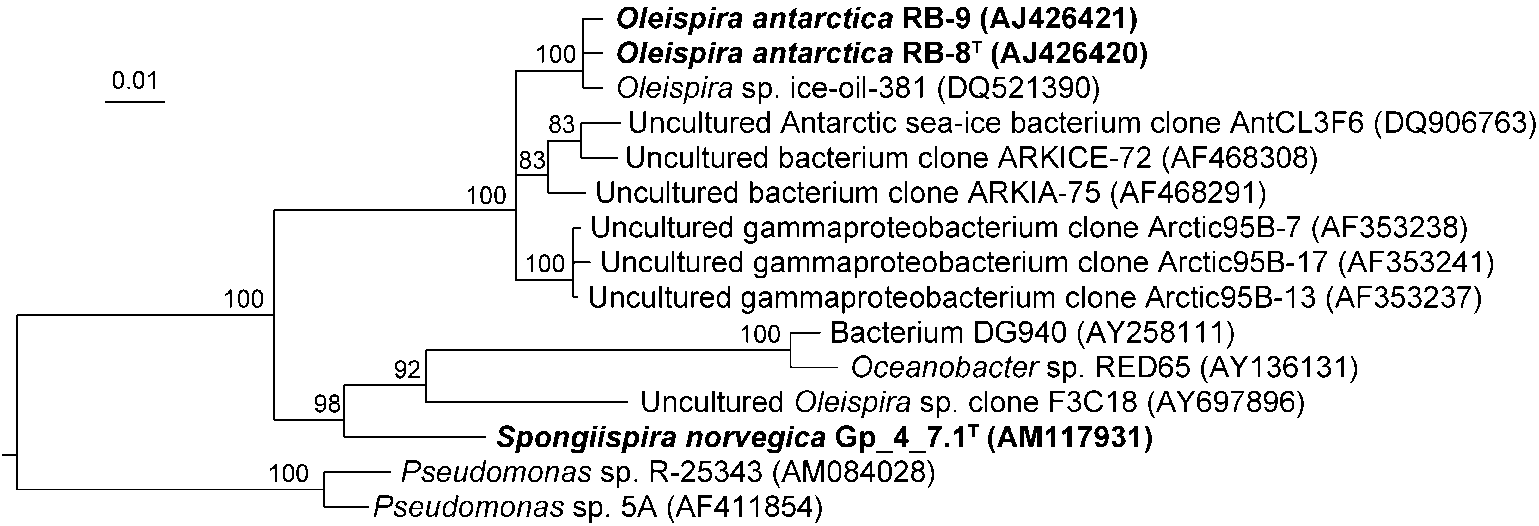 Oleispira antarctica RB-9 (AJ426421)
100
Oleispira antarctica RB-8ᵀ (AJ426420)
0.01
Oleispira sp. ice-oil-381 (DQ521390)
83
Uncultured Antarctic sea-ice bacterium clone AntCL3F6 (DQ906763)
83
Uncultured bacterium clone ARKICE-72 (AF468308)
100
Uncultured bacterium clone ARKIA-75 (AF468291)
Uncultured gammaproteobacterium clone Arctic95B-7 (AF353238)
100
Uncultured gammaproteobacterium clone Arctic95B-17 (AF353241)
100
Uncultured gammaproteobacterium clone Arctic95B-13 (AF353237)
100
Bacterium DG940 (AY258111)
92
Oceanobacter sp. RED65 (AY136131)
98
Uncultured Oleispira sp. clone F3C18 (AY697896)
Spongiispira norvegica Gp_4_7.1ᵀ (AM117931)
100
Pseudomonas sp. R-25343 (AM084028)
Pseudomonas sp. 5A (AF411854)